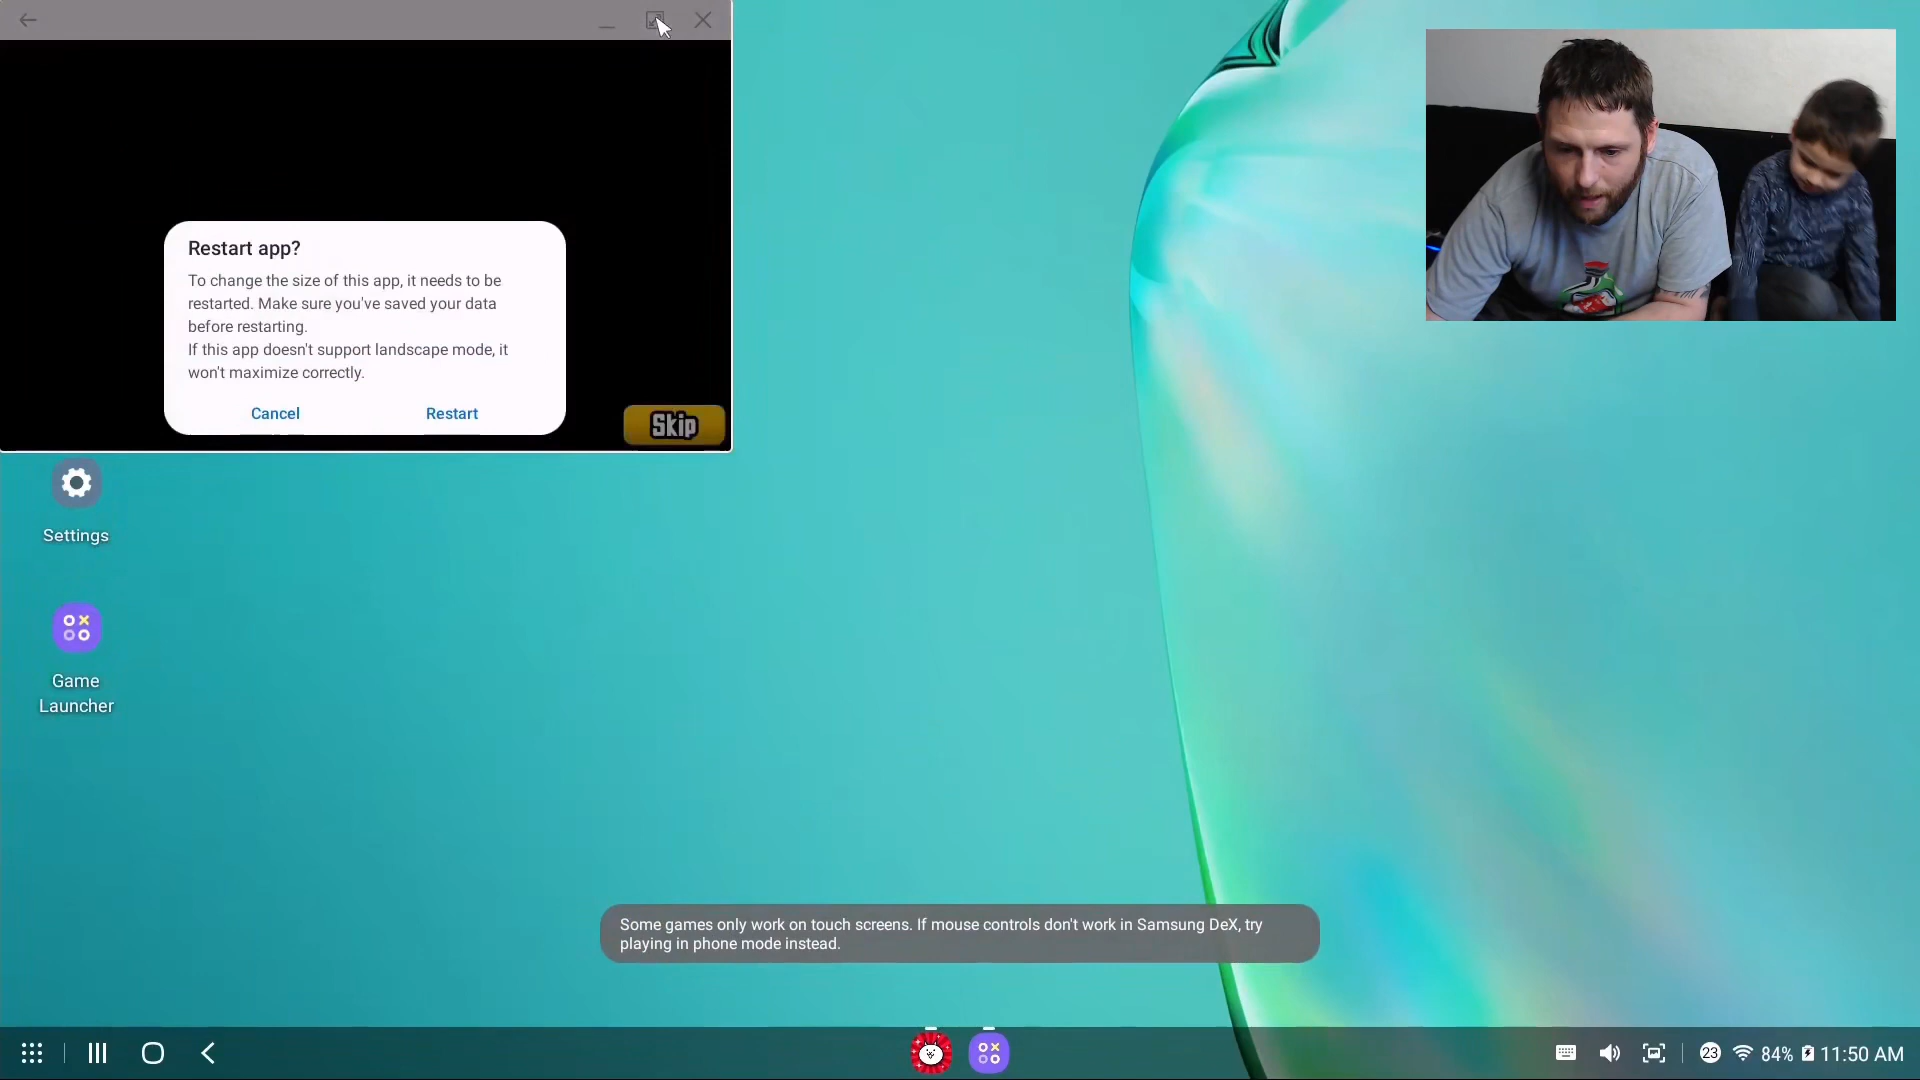 Restart app?
To change the size of this app, it needs to be
restarted. Make sure you've saved your data
before restarting.
If this app doesn't support landscape mode, it
won't maximize correctly.
Cancel
Restart
Skip
Settings
Game
Launcher
Some games only work on touch screens. If mouse controls don't work in Samsung DeX, try
playing in phone mode instead.
23
84%
11:50 AM